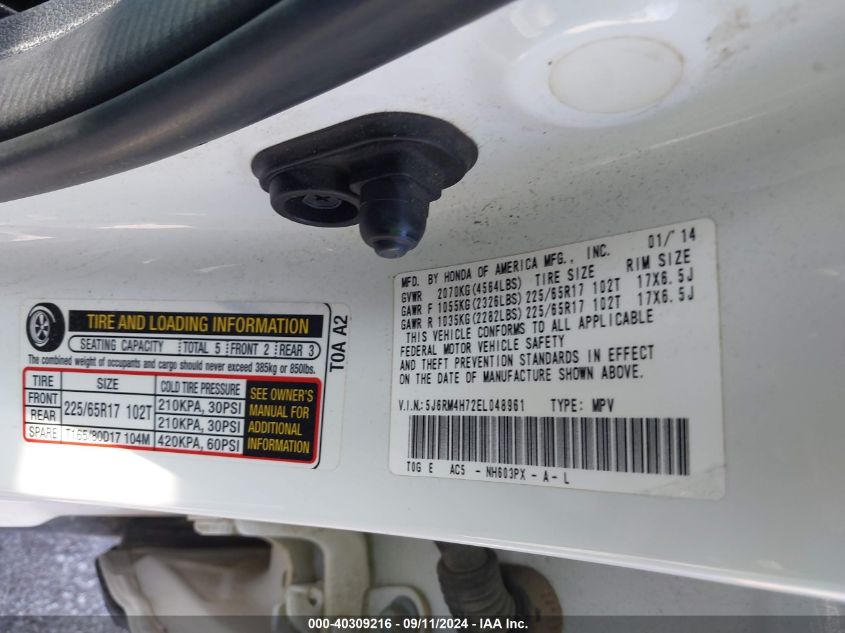 MFD. BY HONDA OF AMERICA MFG., INC. 01/'14
GVWR 2070KG(4564LBS) TIRE SIZE RIM SIZE
GAWR F 1055KG(2326LBS) 225/65R17 102T 17X6.5J
GAWR R 1035KG(2282LBS) 225/65R17 102T 17X6.5J
THIS VEHICLE CONFORMS TO ALL APPLICABLE
FEDERAL MOTOR VEHICLE SAFETY
AND THEFT PREVENTION STANDARDS IN EFFECT
ON THE DATE OF MANUFACTURE SHOWN ABOVE.
V.I.N.: 5J6RM4H72EL048961 TYPE: MPV
T0G E AC5 - NH603PX - A - L
TIRE AND LOADING INFORMATION
SEATING CAPACITY TOTAL 5 FRONT 2 REAR 3
The combined weight of occupants and cargo should never exceed 385kg or 850lbs.
TIRE SIZE COLD TIRE PRESSURE
FRONT 225/65R17 102T 210KPA, 30PSI
REAR 210KPA, 30PSI
SPARE T165/80D17 104M 420KPA, 60PSI
SEE OWNER'S
MANUAL FOR
ADDITIONAL
INFORMATION
T0A A2
000-40309216 - 09/11/2024 - IAA Inc.